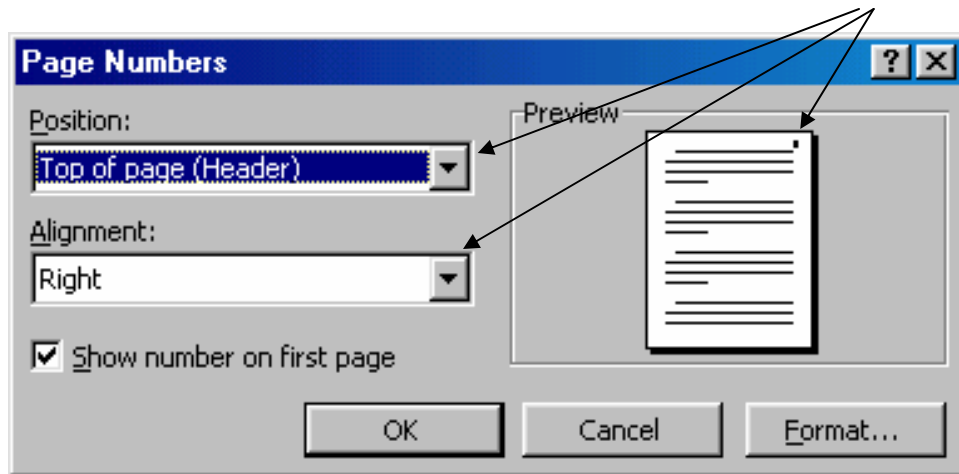 Page Numbers
Position:
Preview
Top of page (Header)
Alignment:
Right
Show number on first page
OK
Cancel
Format...